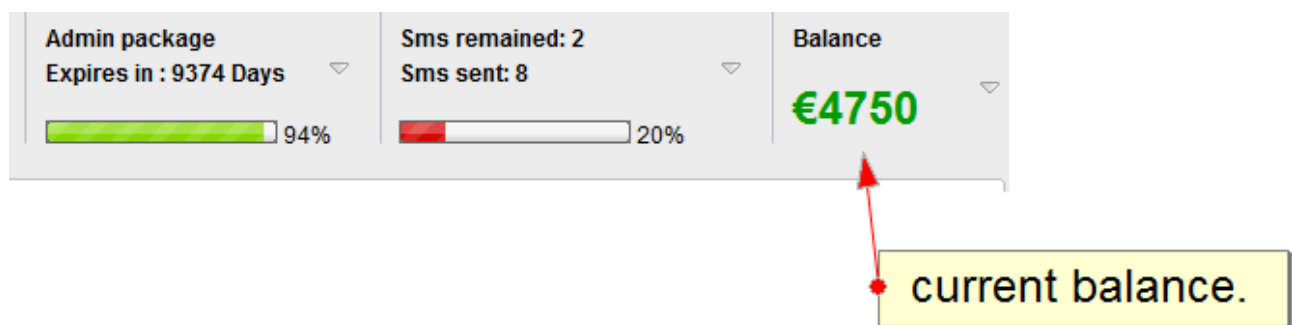 Admin package
Expires in : 9374 Days
94%
Sms remained: 2
Sms sent: 8
20%
Balance
€4750
current balance.